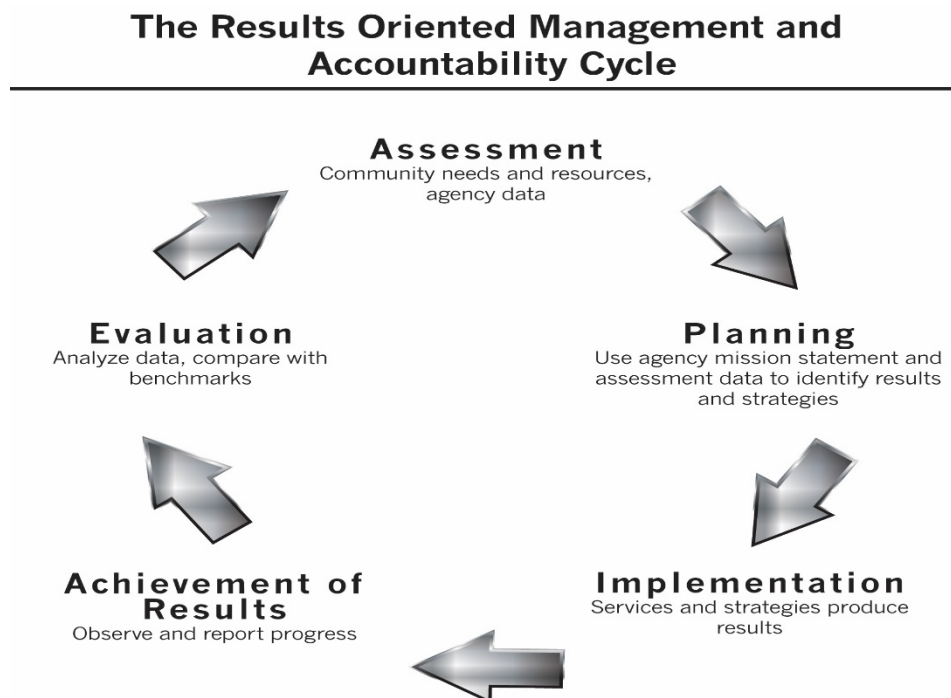 The Results Oriented Management and
Accountability Cycle
Assessment
Community needs and resources,
agency data
Planning
Use agency mission statement and
assessment data to identify results
and strategies
Implementation
Services and strategies produce
results
Achievement of
Results
Observe and report progress
Evaluation
Analyze data, compare with
benchmarks